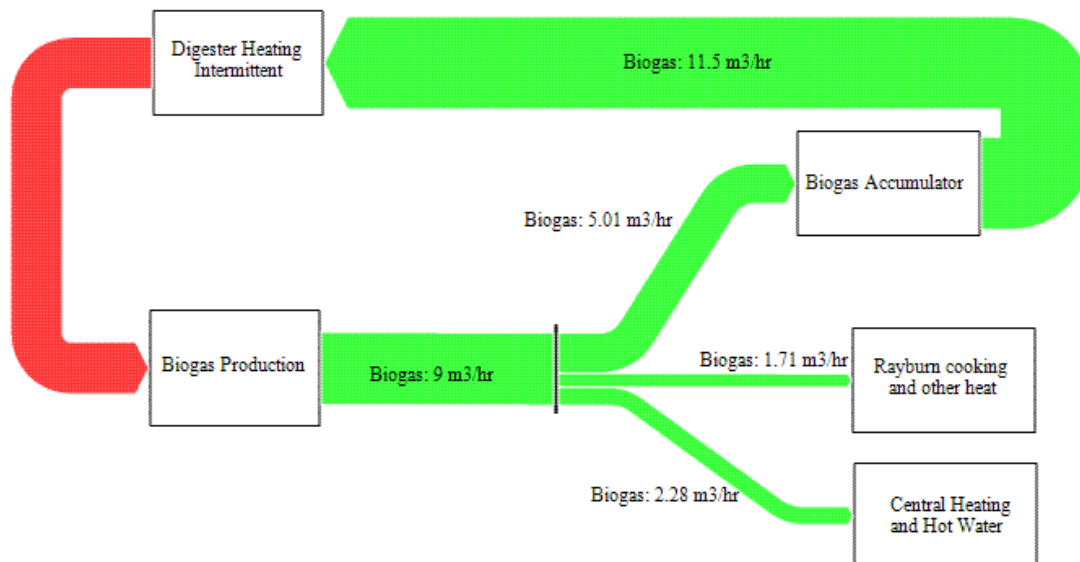 Digester Heating
Intermittent
Biogas: 11.5 m3/hr
Biogas Accumulator
Biogas: 5.01 m3/hr
Biogas Production
Biogas: 9 m3/hr
Biogas: 1.71 m3/hr
Rayburn cooking
and other heat
Biogas: 2.28 m3/hr
Central Heating
and Hot Water